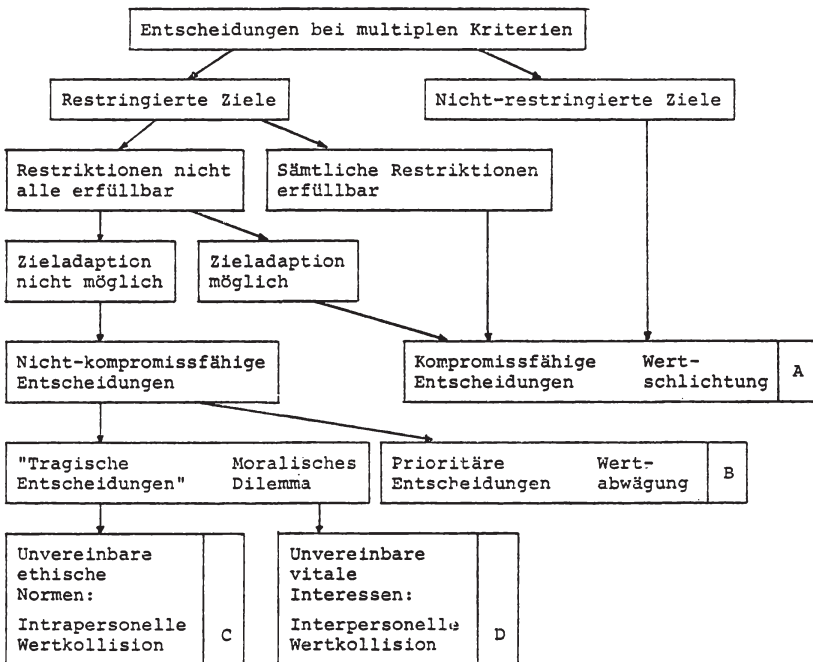 Entscheidungen bei multiplen Kriterien
Restringierte Ziele
Nicht-restringierte Ziele
Restriktionen nicht
alle erfüllbar
Sämtliche Restriktionen
erfüllbar
Zieladaption
nicht möglich
Zieladaption
möglich
Nicht-kompromissfähige
Entscheidungen
Kompromissfähige Wert-
Entscheidungen schlichtung
A
"Tragische Moralisches
Entscheidungen" Dilemma
Prioritäre Wert-
Entscheidungen abwägung
B
Unvereinbare
ethische
Normen:
Intrapersonelle
Wertkollision
C
Unvereinbare
vitale
Interessen:
Interpersonelle
Wertkollision
D